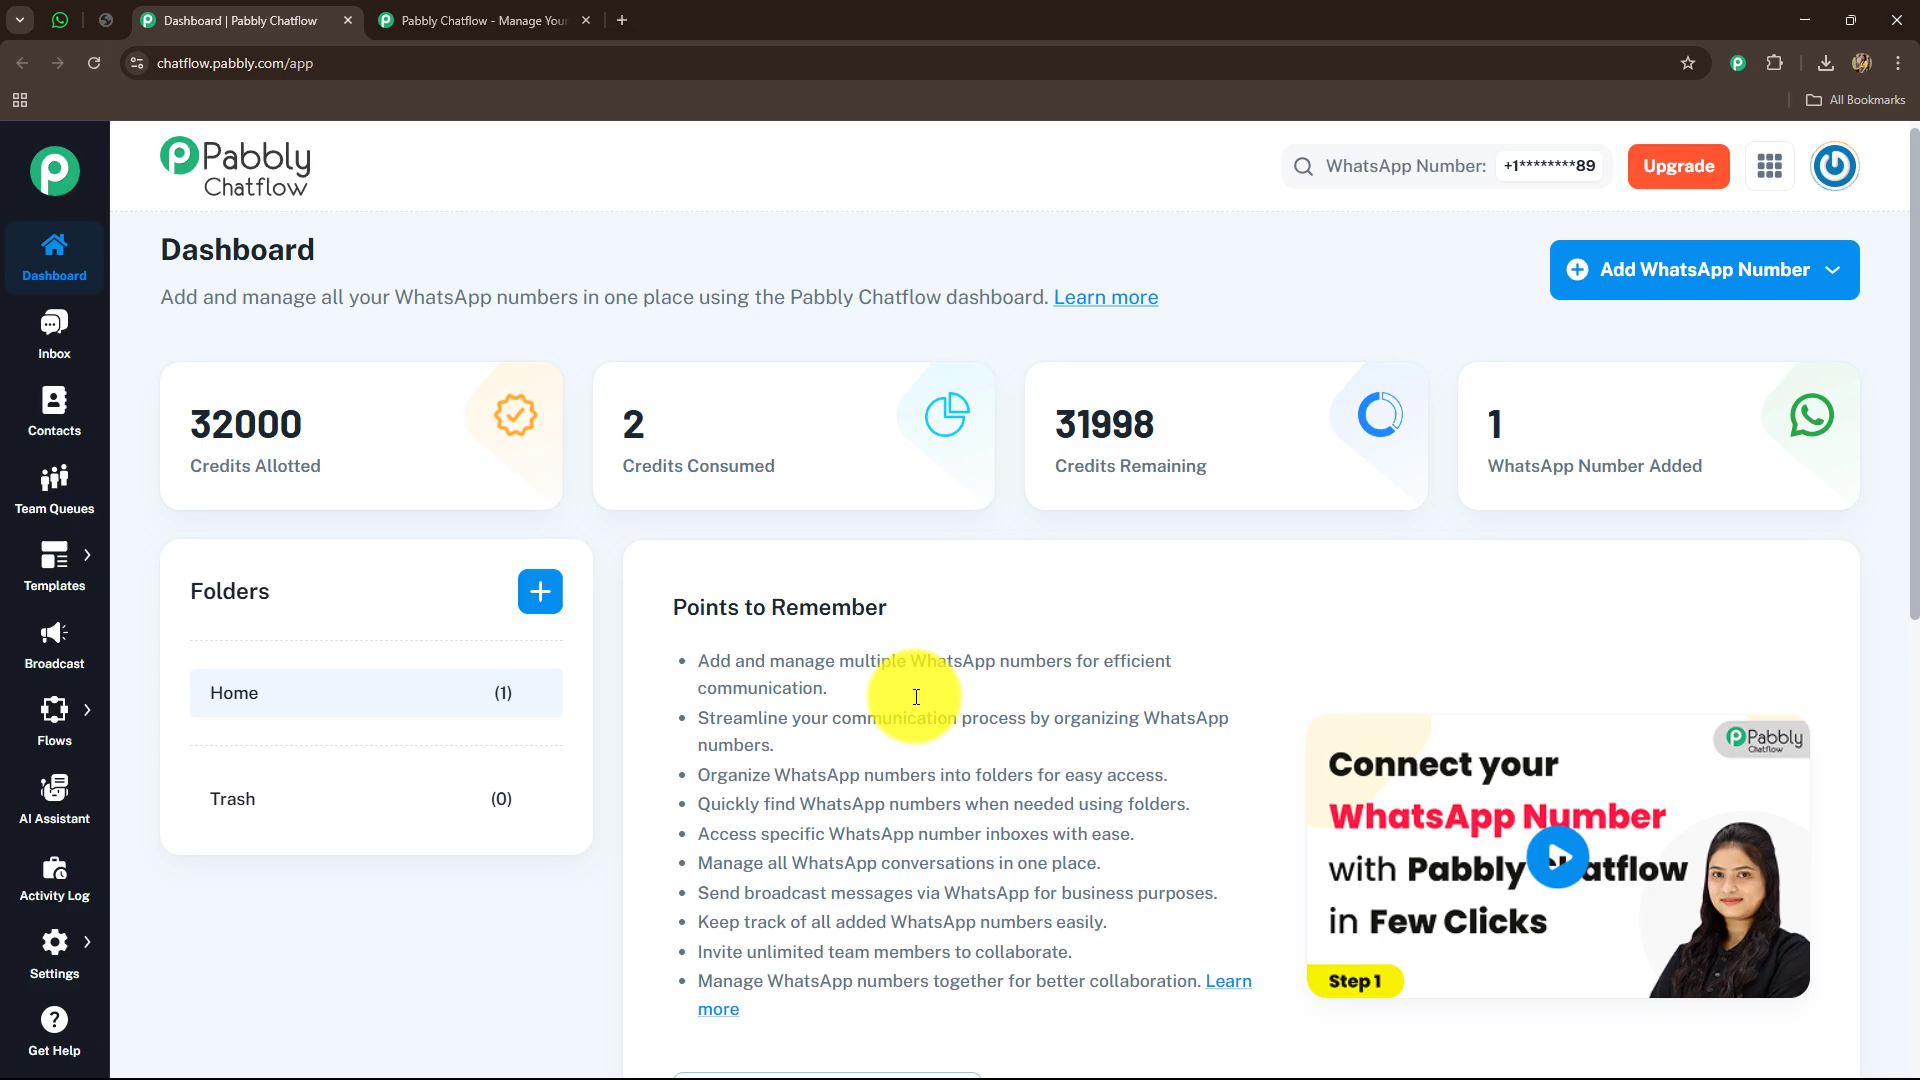 Dashboard | Pabbly Chatflow
Pabbly Chatflow - Manage Your
chatflow.pabbly.com/app
All Bookmarks
Pabbly
Chatflow
WhatsApp Number: +1********89
Upgrade
Dashboard
Inbox
Contacts
Team Queues
Templates
Broadcast
Flows
AI Assistant
Activity Log
Settings
Get Help
Dashboard
Add and manage all your WhatsApp numbers in one place using the Pabbly Chatflow dashboard. Learn more
Add WhatsApp Number
32000
Credits Allotted
2
Credits Consumed
31998
Credits Remaining
1
WhatsApp Number Added
Folders
Home (1)
Trash (0)
Points to Remember
• Add and manage multiple WhatsApp numbers for efficient
communication.
• Streamline your communication process by organizing WhatsApp
numbers.
• Organize WhatsApp numbers into folders for easy access.
• Quickly find WhatsApp numbers when needed using folders.
• Access specific WhatsApp number inboxes with ease.
• Manage all WhatsApp conversations in one place.
• Send broadcast messages via WhatsApp for business purposes.
• Keep track of all added WhatsApp numbers easily.
• Invite unlimited team members to collaborate.
• Manage WhatsApp numbers together for better collaboration. Learn
more
Pabbly
Chatflow
Connect your
WhatsApp Number
with Pabbly Chatflow
in Few Clicks
Step 1